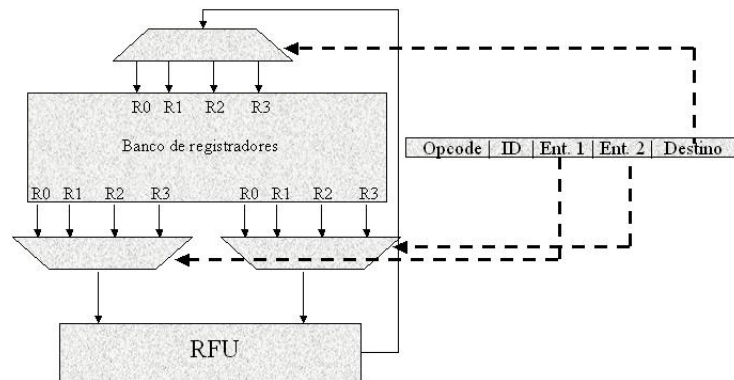 R0 R1 R2 R3
Banco de registradores
Opcode | ID | Ent. 1 | Ent. 2 | Destino
R0 R1 R2 R3 R0 R1 R2 R3
RFU